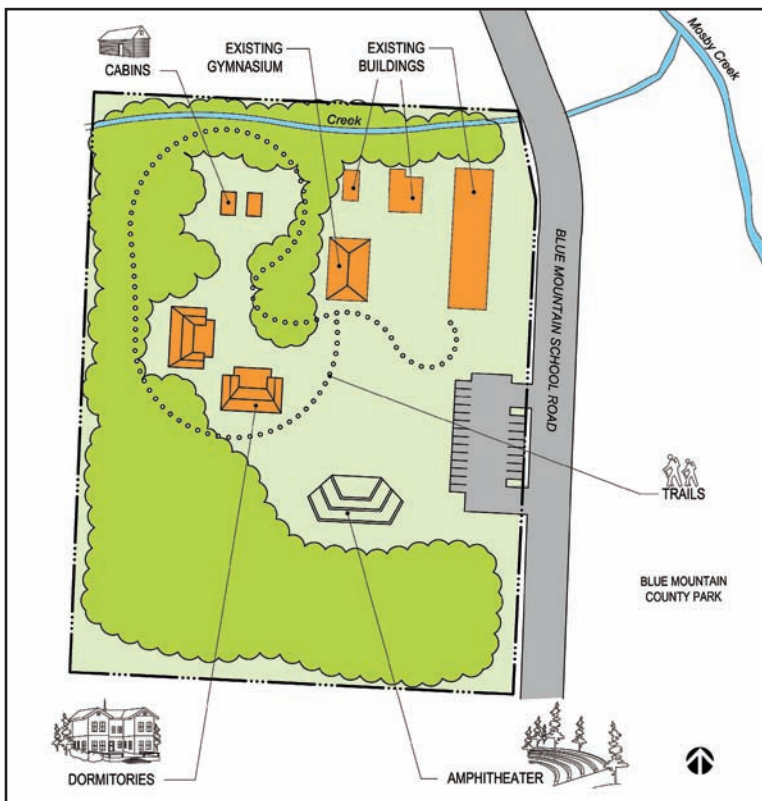 Mosby Creek
CABINS
EXISTING
GYMNASIUM
EXISTING
BUILDINGS
Creek
BLUE MOUNTAIN SCHOOL ROAD
TRAILS
BLUE MOUNTAIN
COUNTY PARK
DORMITORIES
AMPHITHEATER